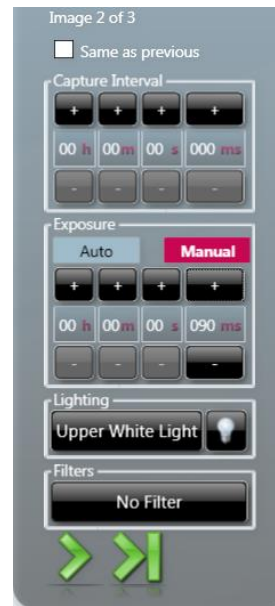 Image 2 of 3
Same as previous
Capture Interval
+ + + +
00 h 00 m 00 s 000 ms
- - - -
Exposure
Auto Manual
+ + + +
00 h 00 m 00 s 090 ms
- - - -
Lighting
Upper White Light
Filters
No Filter